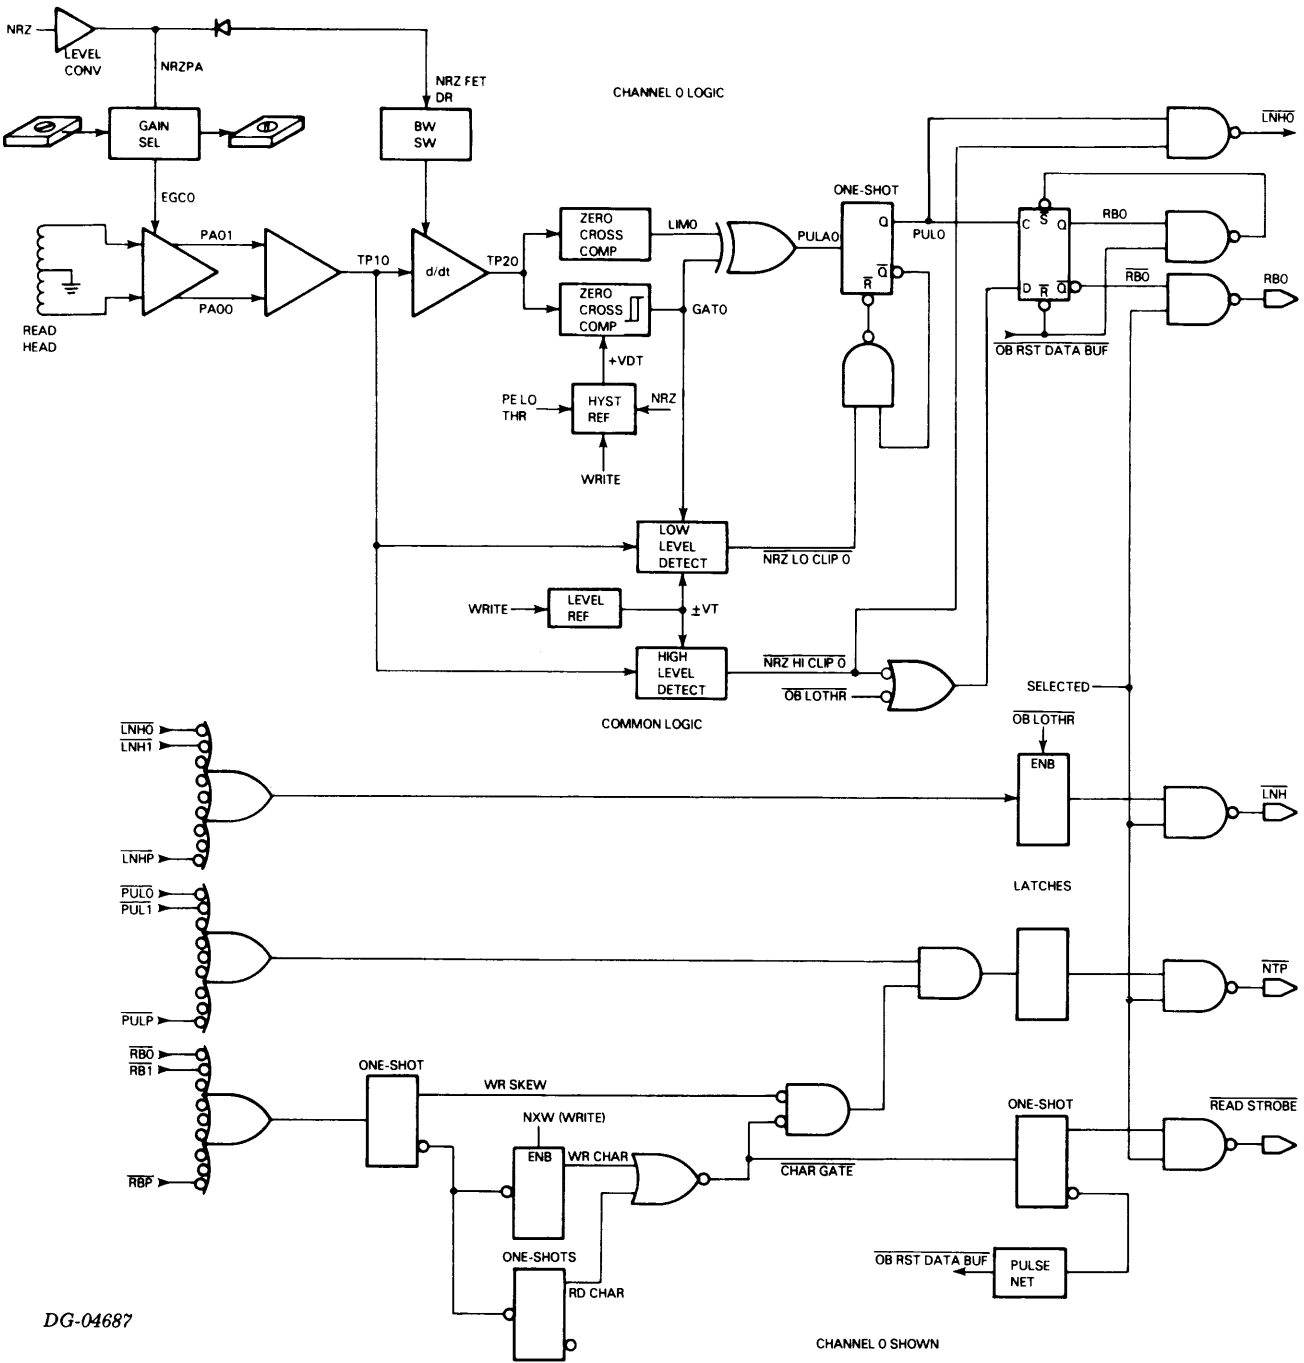 NRZ
LEVEL
CONV
NRZPA
NRZ FET
DR
CHANNEL 0 LOGIC
GAIN
SEL
BW
SW
LNH0
EGC0
ONE-SHOT
ZERO
CROSS
COMP
LIM0
PULA0
Q
PUL0
Q
R
S
C
Q
D
R
Q
RB0
RB0
RB0
PA01
PA00
TP10
d/dt
TP20
ZERO
CROSS
COMP
GAT0
READ
HEAD
OB RST DATA BUF
+VDT
PE LO
THR
HYST
REF
NRZ
WRITE
LOW
LEVEL
DETECT
NRZ LO CLIP 0
WRITE
LEVEL
REF
±VT
HIGH
LEVEL
DETECT
NRZ HI CLIP 0
OB LOTHR
SELECTED
COMMON LOGIC
OB LOTHR
LNH0
LNH1
ENB
LNH
LNHP
LATCHES
PUL0
PUL1
NTP
PULP
RB0
RB1
ONE-SHOT
WR SKEW
NXW (WRITE)
ONE-SHOT
READ STROBE
ENB
WR CHAR
CHAR GATE
RBP
ONE-SHOTS
RD CHAR
OB RST DATA BUF
PULSE
NET
DG-04687
CHANNEL 0 SHOWN